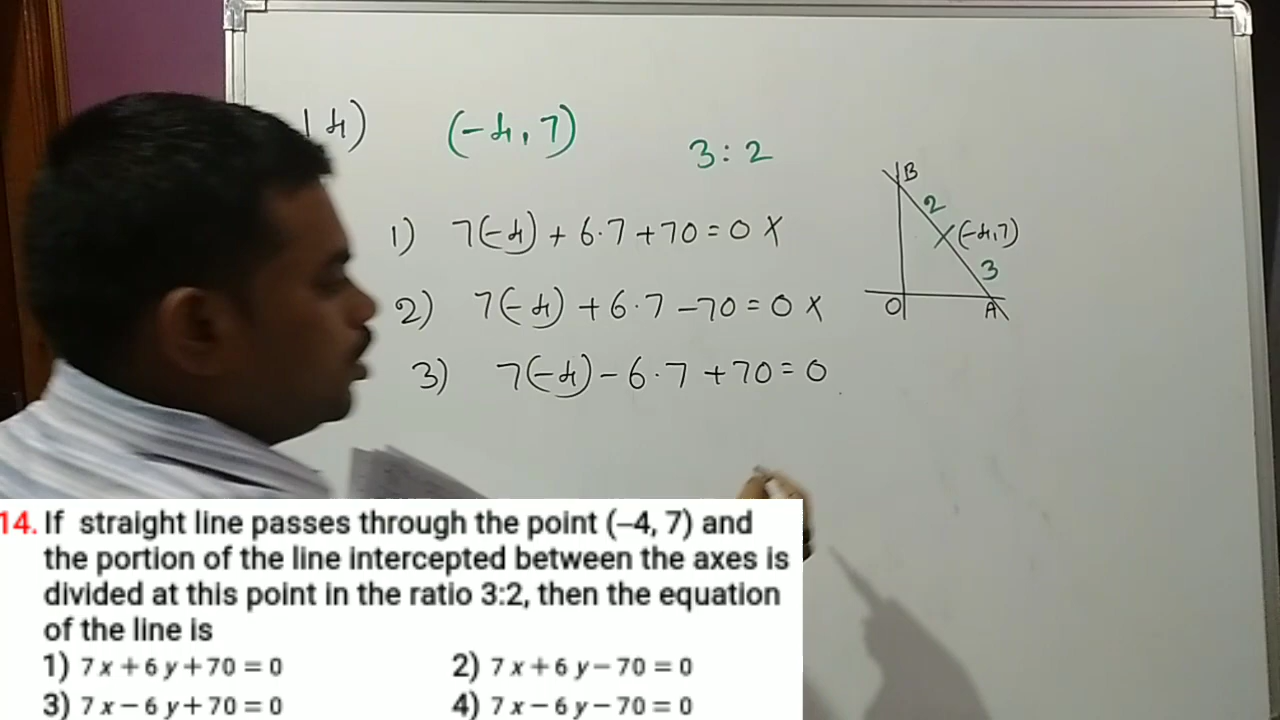 14)
(-4,7)
3:2
1) 7(-4)+6·7+70=0 X
2) 7(-4)+6·7-70=0 X
3) 7(-4)-6·7+70=0
B
2
(-4,7)
3
O
A
14. If straight line passes through the point (–4, 7) and
the portion of the line intercepted between the axes is
divided at this point in the ratio 3:2, then the equation
of the line is
1) 7x+6y+70=0 2) 7x+6y–70=0
3) 7x–6y+70=0 4) 7x–6y–70=0